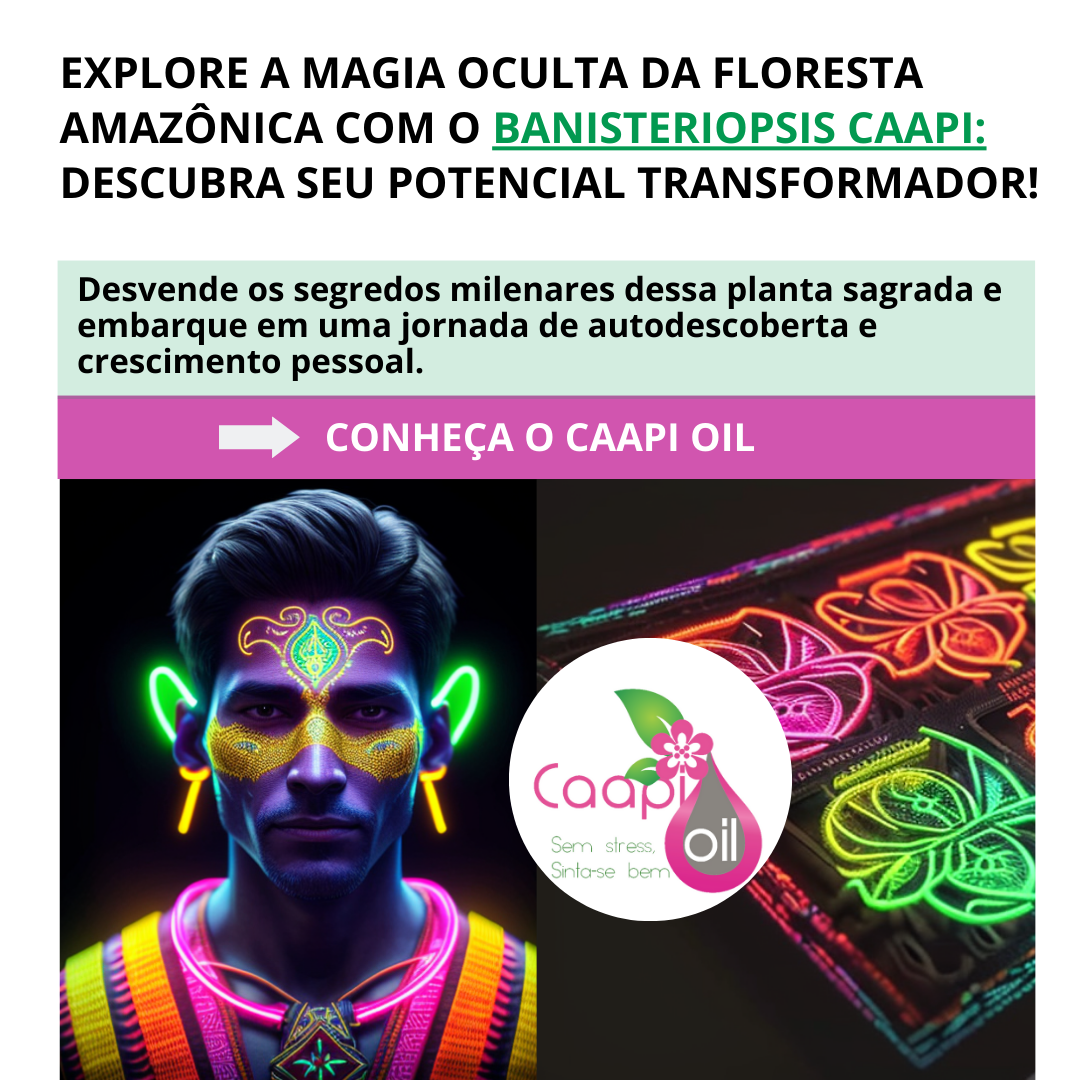 EXPLORE A MAGIA OCULTA DA FLORESTA
AMAZÔNICA COM O BANISTERIOPSIS CAAPI:
DESCUBRA SEU POTENCIAL TRANSFORMADOR!
Desvende os segredos milenares dessa planta sagrada e
embarque em uma jornada de autodescoberta e
crescimento pessoal.
CONHEÇA O CAAPI OIL
Caapi
oil
Sem stress,
Sinta-se bem